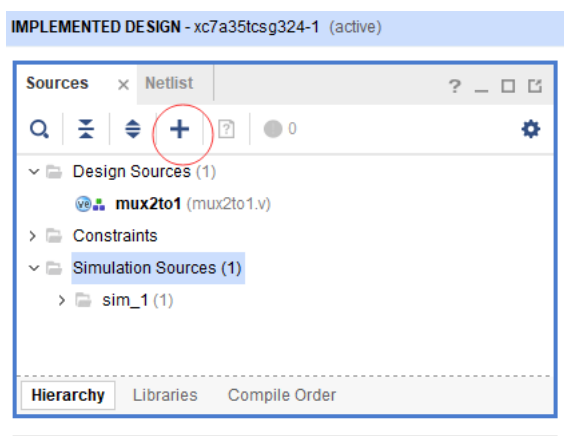 IMPLEMENTED DESIGN - xc7a35tcsg324-1 (active)
Sources × Netlist ? _
0
Design Sources (1)
ve mux2to1 (mux2to1.v)
Constraints
Simulation Sources (1)
sim_1 (1)
Hierarchy Libraries Compile Order